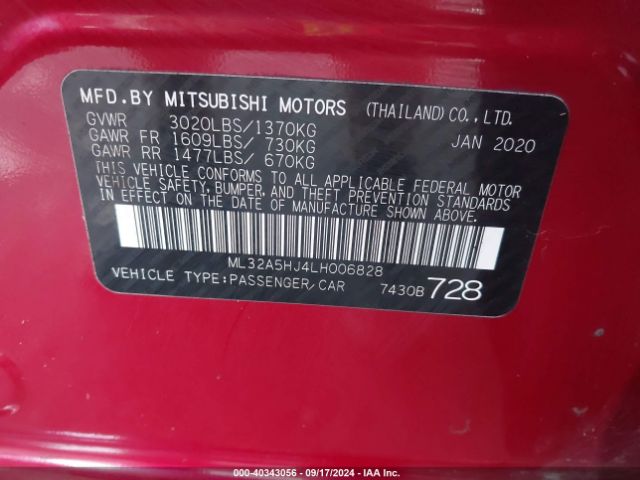 MFD.BY MITSUBISHI MOTORS (THAILAND)CO.,LTD.
GVWR 3020LBS/1370KG JAN 2020
GAWR FR 1609LBS/ 730KG
GAWR RR 1477LBS/ 670KG
THIS VEHICLE CONFORMS TO ALL APPLICABLE FEDERAL MOTOR
VEHICLE SAFETY, BUMPER, AND THEFT PREVENTION STANDARDS
IN EFFECT ON THE DATE OF MANUFACTURE SHOWN ABOVE.
ML32A5HJ4LH006828
VEHICLE TYPE:PASSENGER CAR 7430B 728
000-40343056 - 09/17/2024 - IAA Inc.